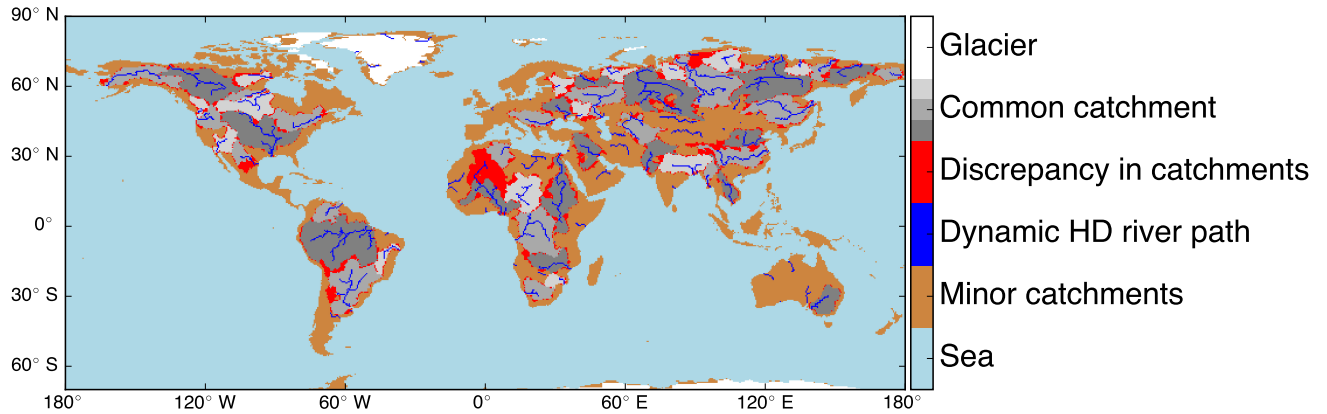 90° N
60° N
30° N
0°
30° S
60° S
180°
120° W
60° W
0°
60° E
120° E
180°
Glacier
Common catchment
Discrepancy in catchments
Dynamic HD river path
Minor catchments
Sea